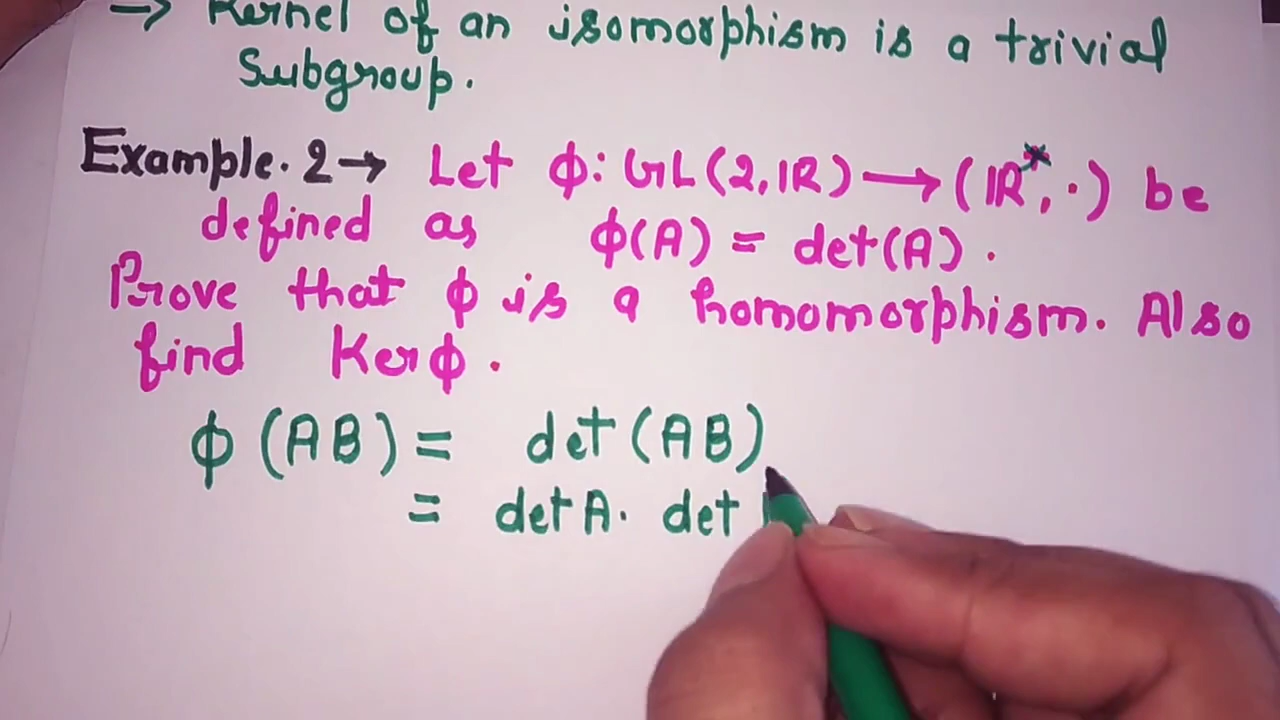 → Kernel of an isomorphism is a trivial
Subgroup.
Example. 2 → Let ϕ: GL(2, ℝ) ⟶ (ℝ*, ·) be
defined as ϕ(A) = det(A).
Prove that ϕ is a homomorphism. Also
find Ker ϕ.
ϕ (AB) = det (AB)
= det A. det